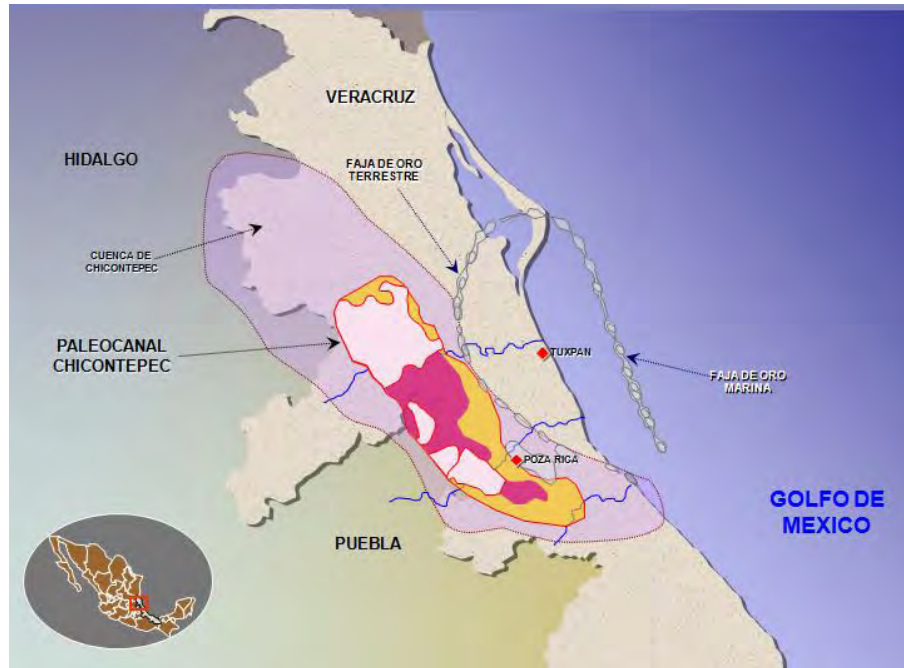 VERACRUZ
HIDALGO
FAJA DE ORO
TERRESTRE
CUENCA DE
CHICONTEPEC
PALEOCANAL
CHICONTEPEC
TUXPAN
FAJA DE ORO
MARINA
POZA RICA
GOLFO DE
MEXICO
PUEBLA